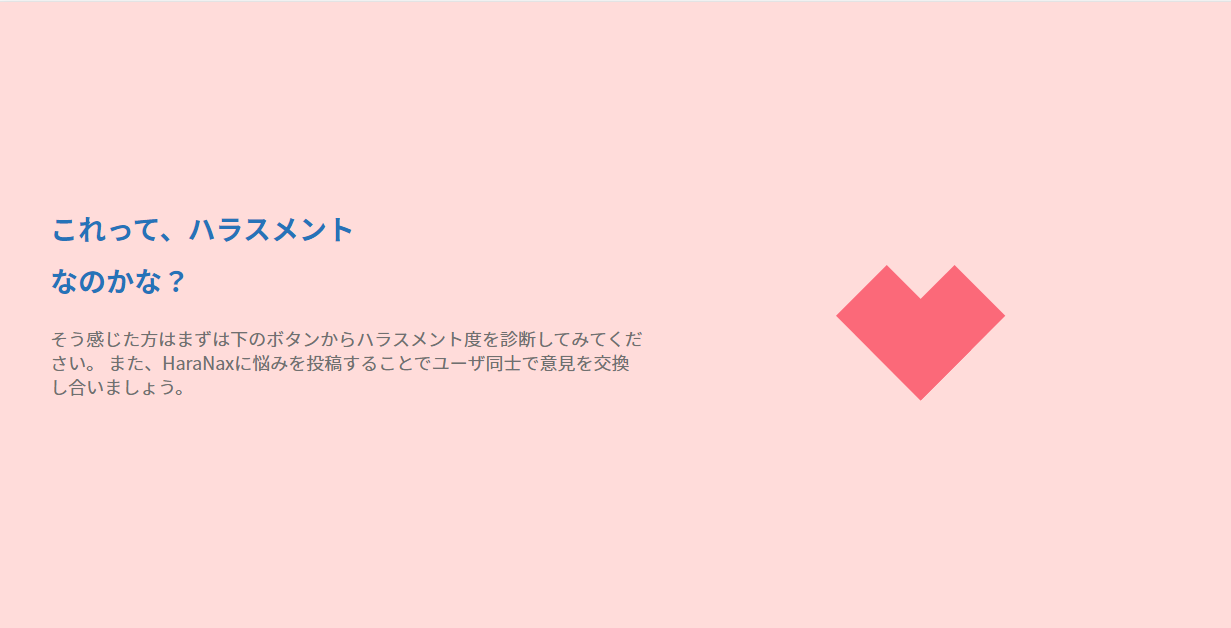 これって、ハラスメント
なのかな？
そう感じた方はまずは下のボタンからハラスメント度を診断してみてくだ
さい。 また、HaraNaxに悩みを投稿することでユーザ同士で意見を交換
し合いましょう。